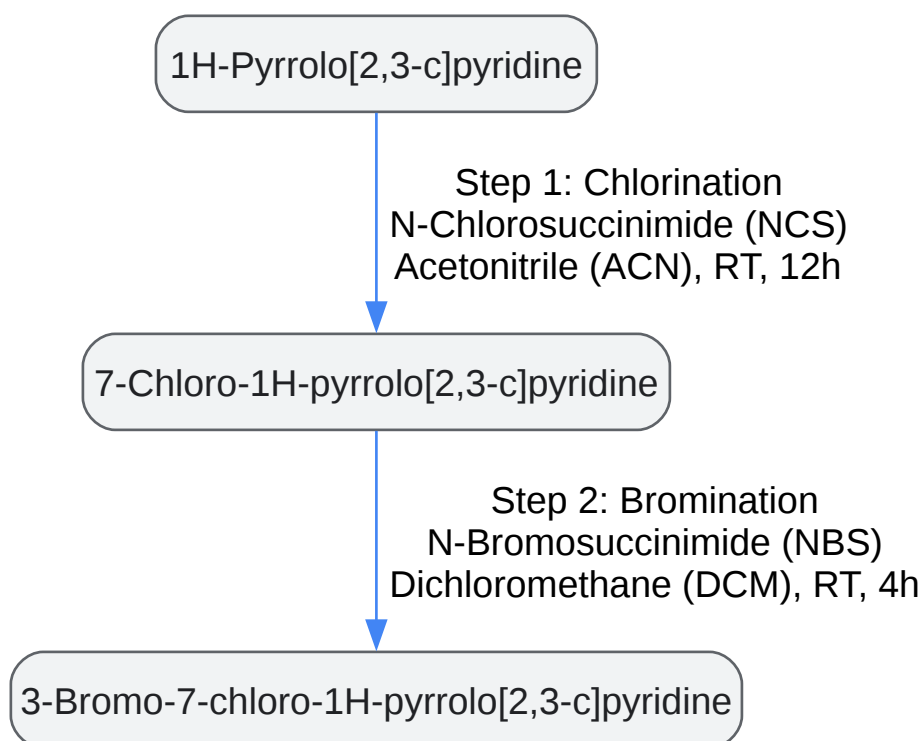 1H-Pyrrolo[2,3-c]pyridine
Step 1: Chlorination
N-Chlorosuccinimide (NCS)
Acetonitrile (ACN), RT, 12h
7-Chloro-1H-pyrrolo[2,3-c]pyridine
Step 2: Bromination
N-Bromosuccinimide (NBS)
Dichloromethane (DCM), RT, 4h
3-Bromo-7-chloro-1H-pyrrolo[2,3-c]pyridine